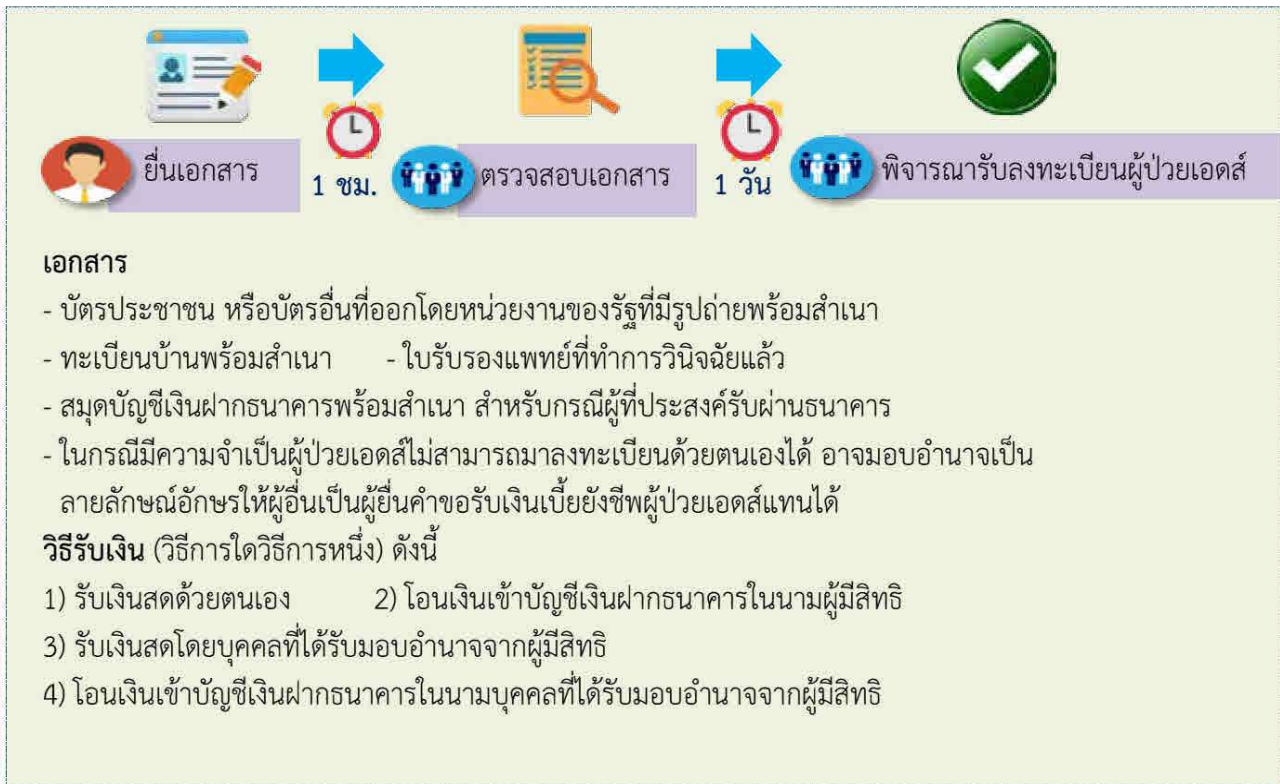 ยื่นเอกสาร
1 ชม.
ตรวจสอบเอกสาร
1 วัน
พิจารณารับลงทะเบียนผู้ป่วยเอดส์
เอกสาร
- บัตรประชาชน หรือบัตรอื่นที่ออกโดยหน่วยงานของรัฐที่มีรูปถ่ายพร้อมสำเนา
- ทะเบียนบ้านพร้อมสำเนา - ใบรับรองแพทย์ที่ทำการวินิจฉัยแล้ว
- สมุดบัญชีเงินฝากธนาคารพร้อมสำเนา สำหรับกรณีผู้ที่ประสงค์รับผ่านธนาคาร
- ในกรณีมีความจำเป็นผู้ป่วยเอดส์ไม่สามารถมาลงทะเบียนด้วยตนเองได้ อาจมอบอำนาจเป็น
ลายลักษณ์อักษรให้ผู้อื่นเป็นผู้ยื่นคำขอรับเงินเบี้ยยังชีพผู้ป่วยเอดส์แทนได้
วิธีรับเงิน (วิธีการใดวิธีการหนึ่ง) ดังนี้
1) รับเงินสดด้วยตนเอง 2) โอนเงินเข้าบัญชีเงินฝากธนาคารในนามผู้มีสิทธิ
3) รับเงินสดโดยบุคคลที่ได้รับมอบอำนาจจากผู้มีสิทธิ
4) โอนเงินเข้าบัญชีเงินฝากธนาคารในนามบุคคลที่ได้รับมอบอำนาจจากผู้มีสิทธิ